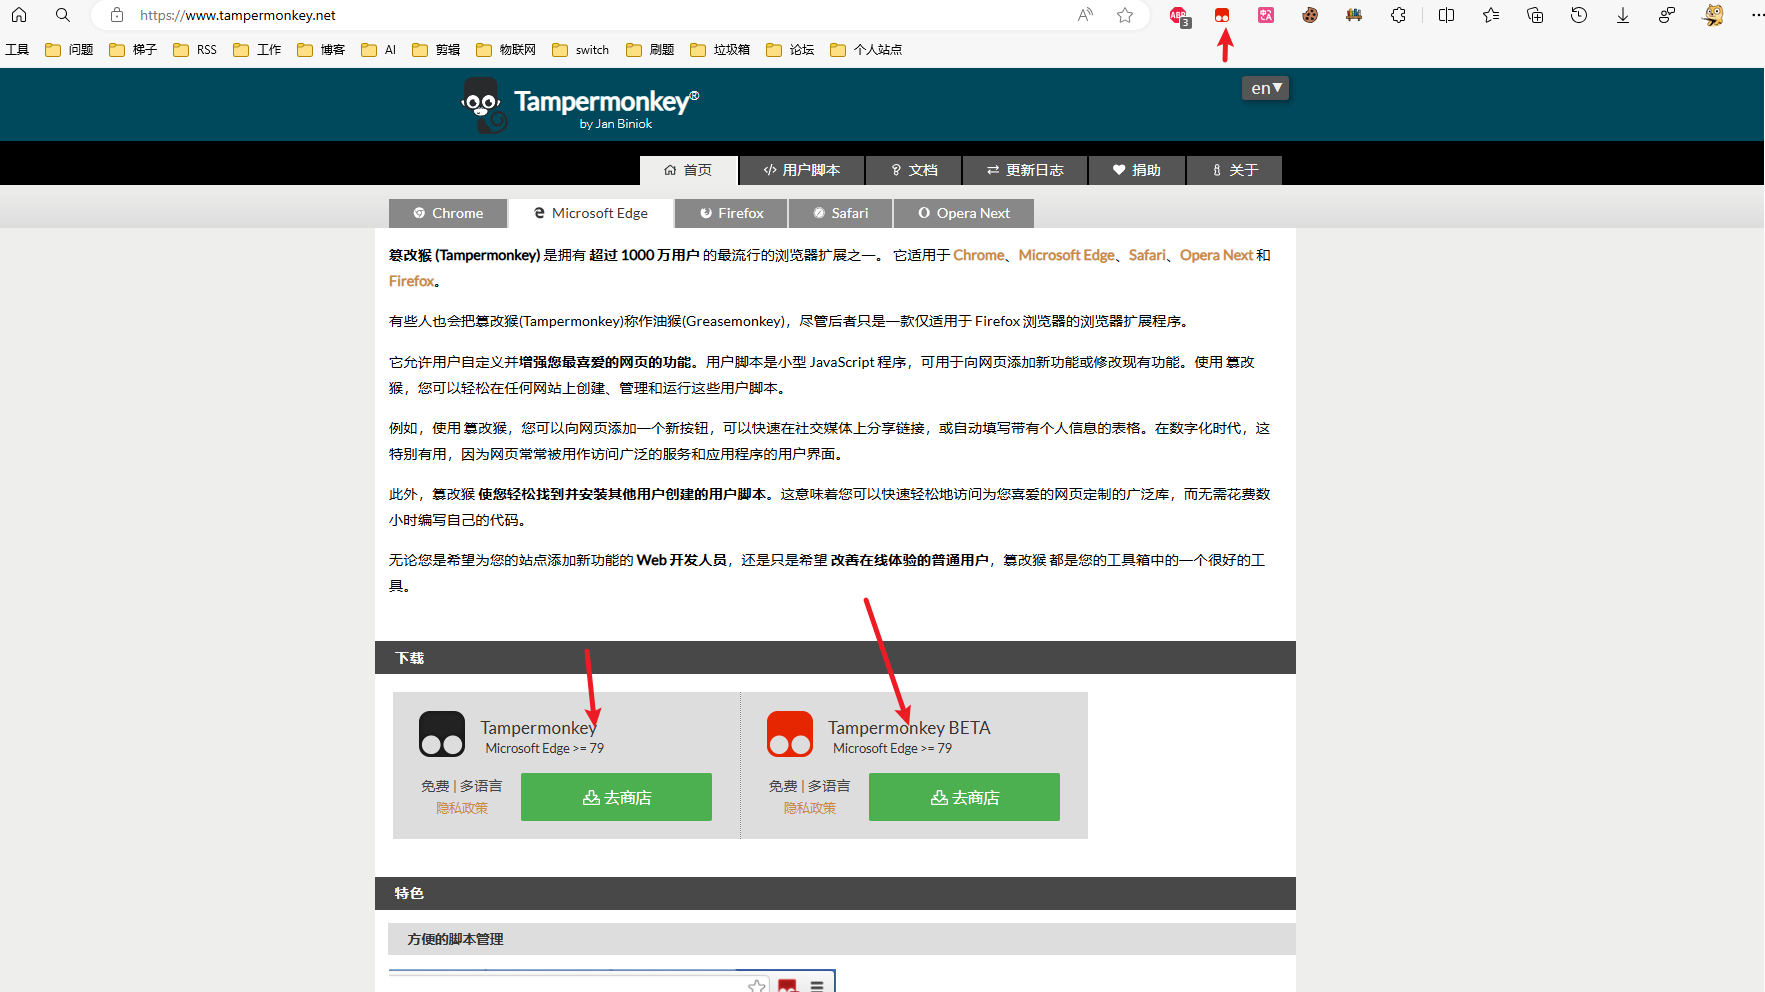 https://www.tampermonkey.net
ABP
3
工具 问题 梯子 RSS 工作 博客 AI 剪辑 物联网 switch 刷题 垃圾箱 论坛 个人站点
Tampermonkey®
by Jan Biniok
en▼
首页 用户脚本 文档 更新日志 捐助 关于
Chrome Microsoft Edge Firefox Safari Opera Next
篡改猴 (Tampermonkey) 是拥有 超过 1000 万用户 的最流行的浏览器扩展之一。 它适用于 Chrome、Microsoft Edge、Safari、Opera Next 和
Firefox。
有些人也会把篡改猴(Tampermonkey)称作油猴(Greasemonkey)，尽管后者只是一款仅适用于 Firefox 浏览器的浏览器扩展程序。
它允许用户自定义并增强您最喜爱的网页的功能。用户脚本是小型 JavaScript 程序，可用于向网页添加新功能或修改现有功能。使用 篡改
猴，您可以轻松在任何网站上创建、管理和运行这些用户脚本。
例如，使用 篡改猴，您可以向网页添加一个新按钮，可以快速在社交媒体上分享链接，或自动填写带有个人信息的表格。在数字化时代，这
特别有用，因为网页常常被用作访问广泛的服务和应用程序的用户界面。
此外，篡改猴 使您轻松找到并安装其他用户创建的用户脚本。这意味着您可以快速轻松地访问为您喜爱的网页定制的广泛库，而无需花费数
小时编写自己的代码。
无论您是希望为您的站点添加新功能的 Web 开发人员，还是只是希望 改善在线体验的普通用户，篡改猴 都是您的工具箱中的一个很好的工
具。
下载
Tampermonkey
Microsoft Edge >= 79
免费 | 多语言
隐私政策
去商店
Tampermonkey BETA
Microsoft Edge >= 79
免费 | 多语言
隐私政策
去商店
特色
方便的脚本管理